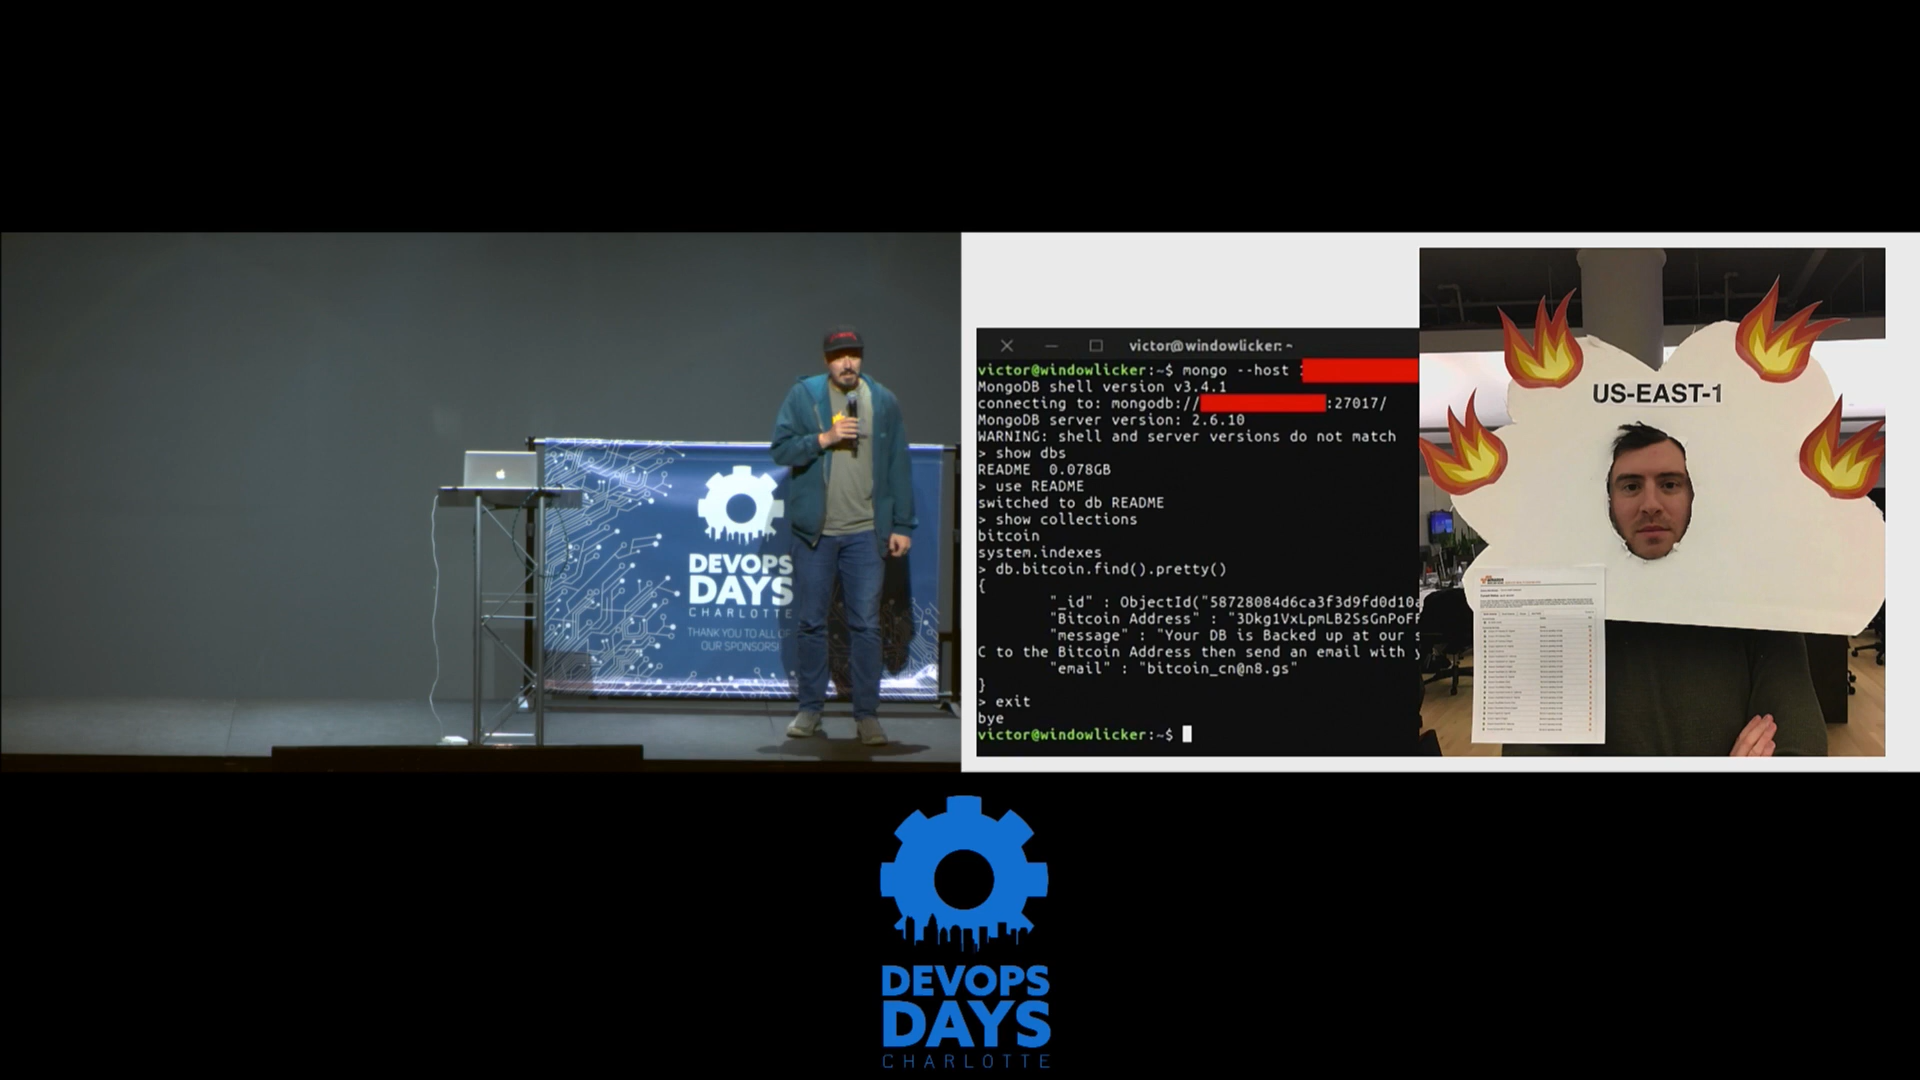 DEVOPS
DAYS
CHARLOTTE
THANK YOU TO ALL OF
OUR SPONSORS!
victor@windowlicker: ~
victor@windowlicker:~$ mongo --host
MongoDB shell version v3.4.1
connecting to: mongodb:// :27017/
MongoDB server version: 2.6.10
WARNING: shell and server versions do not match
> show dbs
README 0.078GB
> use README
switched to db README
> show collections
bitcoin
system.indexes
> db.bitcoin.find().pretty()
{
"_id" : ObjectId("58728084d6ca3f3d9fd0d10a
"Bitcoin Address" : "3Dkg1VxLpmLB2SsGnPoFF
"message" : "Your DB is Backed up at our s
C to the Bitcoin Address then send an email with y
"email" : "bitcoin_cn@n8.gs"
}
> exit
bye
victor@windowlicker:~$
US-EAST-1
DEVOPS
DAYS
CHARLOTTE